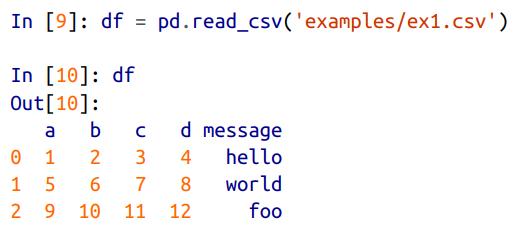 In [9]: df = pd.read_csv('examples/ex1.csv')
In [10]: df
Out[10]:
   a   b   c   d message
0  1   2   3   4   hello
1  5   6   7   8   world
2  9  10  11  12     foo